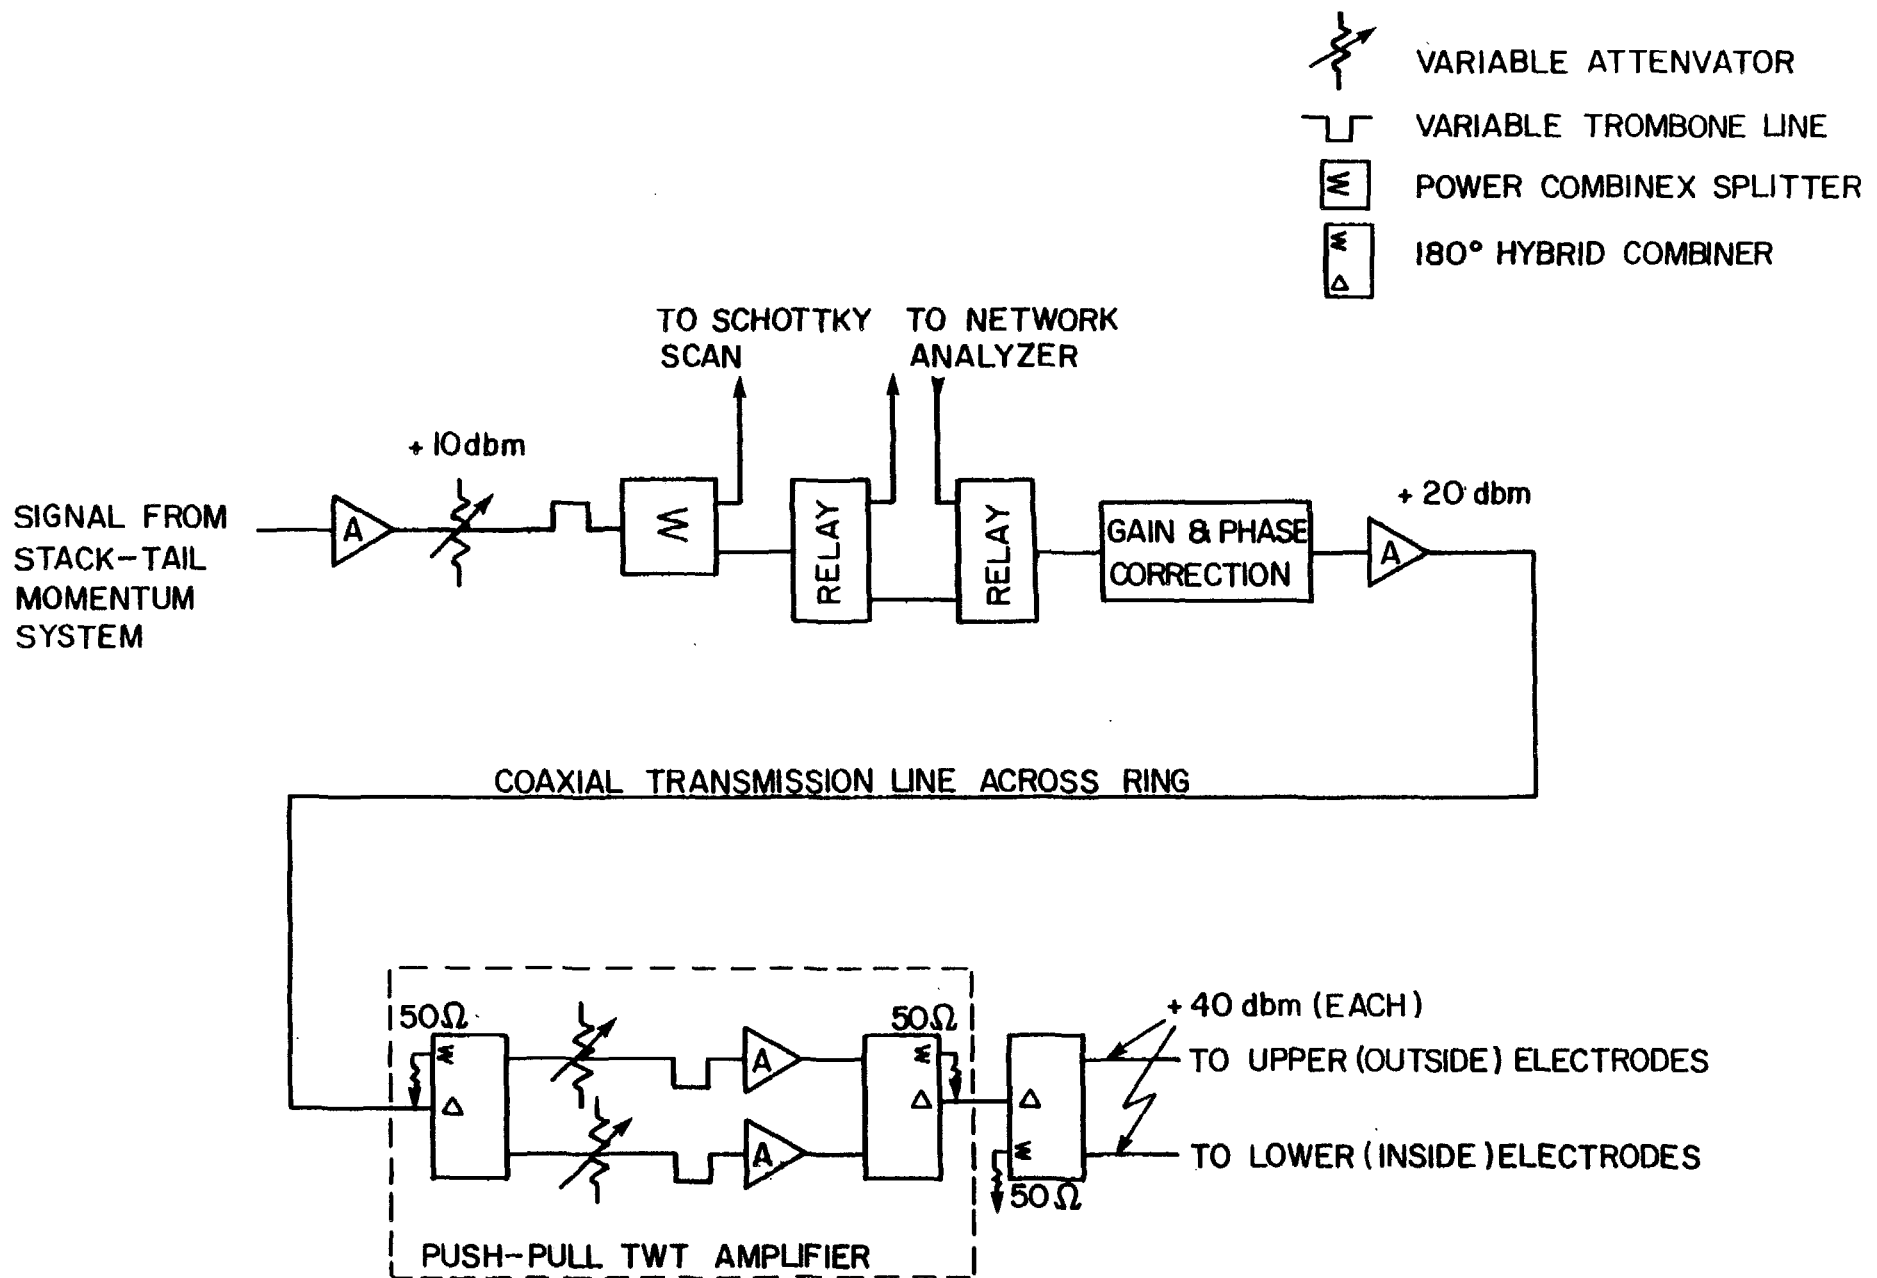 VARIABLE ATTENVATOR
VARIABLE TROMBONE LINE
W
POWER COMBINEX SPLITTER
W
Δ
180° HYBRID COMBINER
TO SCHOTTKY
SCAN
TO NETWORK
ANALYZER
+ 10 dbm
SIGNAL FROM
STACK-TAIL
MOMENTUM
SYSTEM
A
W
RELAY
RELAY
GAIN & PHASE
CORRECTION
+ 20 dbm
A
COAXIAL TRANSMISSION LINE ACROSS RING
50Ω
W
Δ
A
A
50Ω
W
Δ
PUSH-PULL TWT AMPLIFIER
Δ
W
50Ω
+ 40 dbm (EACH)
TO UPPER (OUTSIDE) ELECTRODES
TO LOWER (INSIDE) ELECTRODES